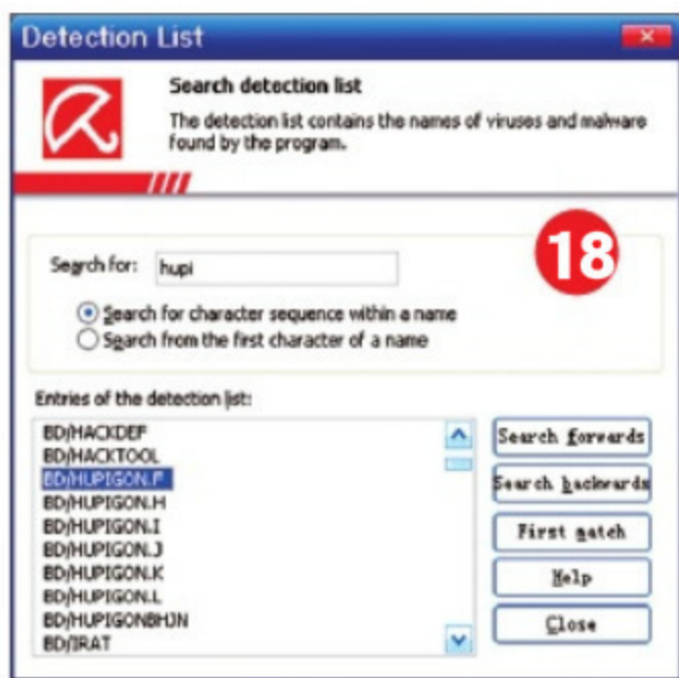 Detection List
Search detection list
The detection list contains the names of viruses and malware
found by the program.
18
Search for:
hupi
Search for character sequence within a name
Search from the first character of a name
Entries of the detection list:
BD/HACKDEF
BD/HACKTOOL
BD/HUPIGON.F
BD/HUPIGON.H
BD/HUPIGON.I
BD/HUPIGON.J
BD/HUPIGON.K
BD/HUPIGON.L
BD/HUPIGONBHJN
BD/IRAT
Search forwards
Search backwards
First match
Help
Close